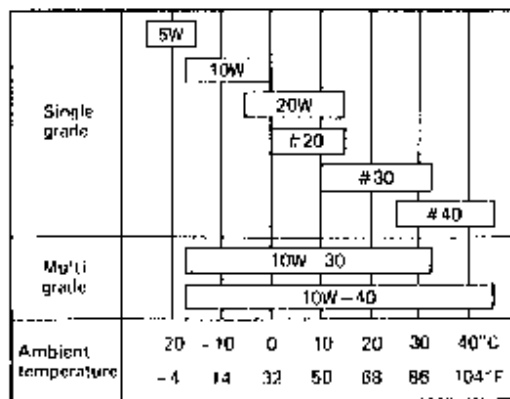 5W
10W
20W
Single grade
#20
#30
#40
10W-30
Multi grade
10W-40
Ambient temperature
20 -10 0 10 20 30 40°C
-4 14 32 50 68 86 104°F